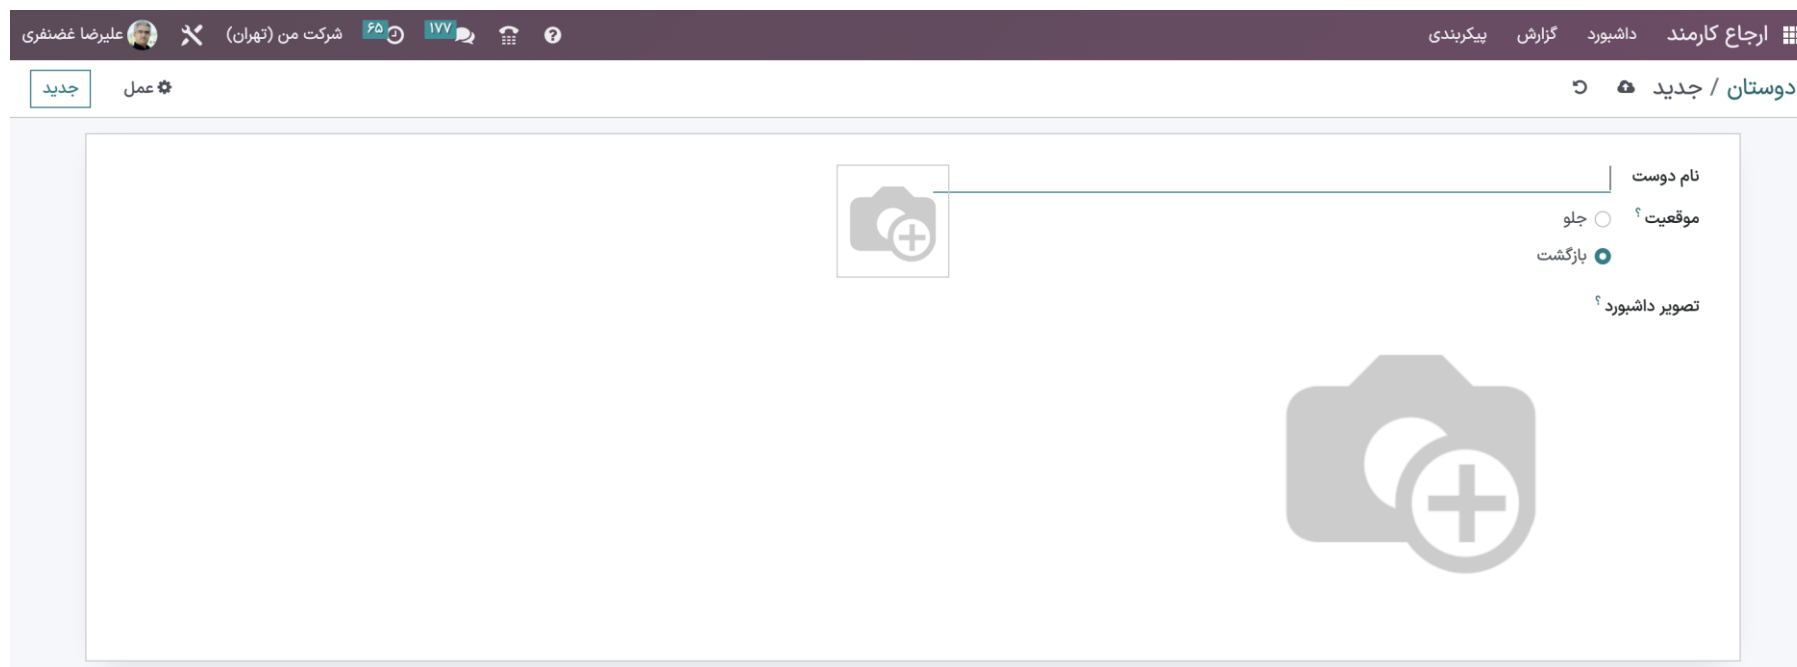 ارجاع کارمند داشبورد گزارش پیکربندی ۱۷۷ ۶۵ شرکت من (تهران) علیرضا غضنفری
دوستان / جدید عمل جدید
نام دوست
موقعیت ؟ جلو
بازگشت
تصویر داشبورد ؟